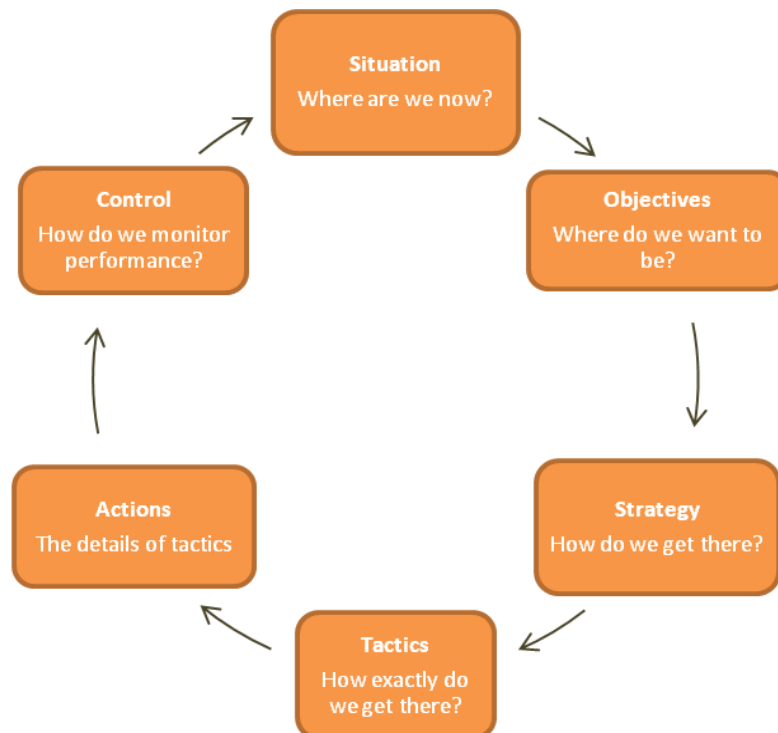 Situation
Where are we now?
Objectives
Where do we want to
be?
Strategy
How do we get there?
Tactics
How exactly do
we get there?
Actions
The details of tactics
Control
How do we monitor
performance?